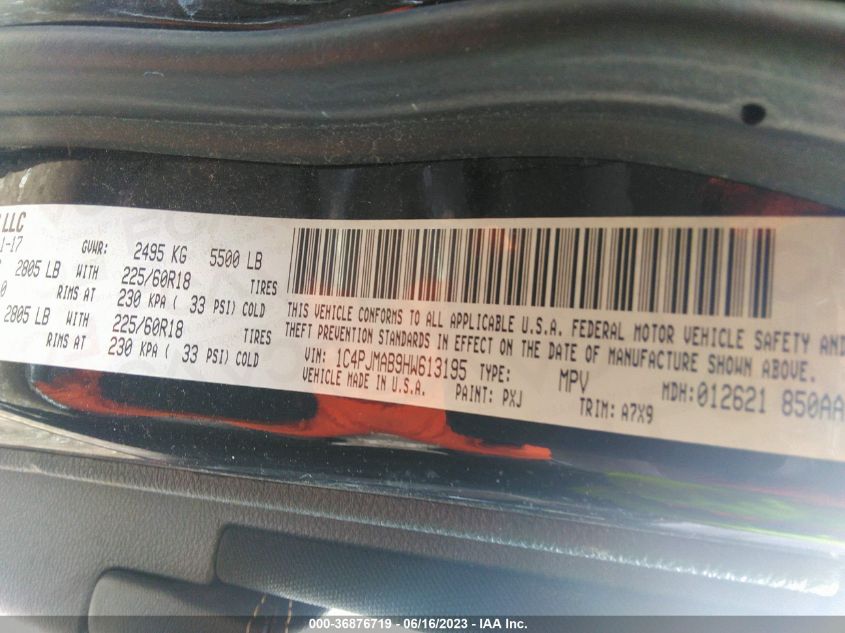 LLC
1-17
GVWR: 2495 KG 5500 LB
2805 LB WITH 225/60R18 TIRES
0 RIMS AT 230 KPA ( 33 PSI) COLD
2805 LB WITH 225/60R18 TIRES
RIMS AT 230 KPA ( 33 PSI) COLD
THIS VEHICLE CONFORMS TO ALL APPLICABLE U.S.A. FEDERAL MOTOR VEHICLE SAFETY AND
THEFT PREVENTION STANDARDS IN EFFECT ON THE DATE OF MANUFACTURE SHOWN ABOVE.
VIN: 1C4PJMAB9HW613195 TYPE: MPV MDH:012621 850AA
VEHICLE MADE IN U.S.A. PAINT: PXJ TRIM: A7X9
000-36876719 - 06/16/2023 - IAA Inc.